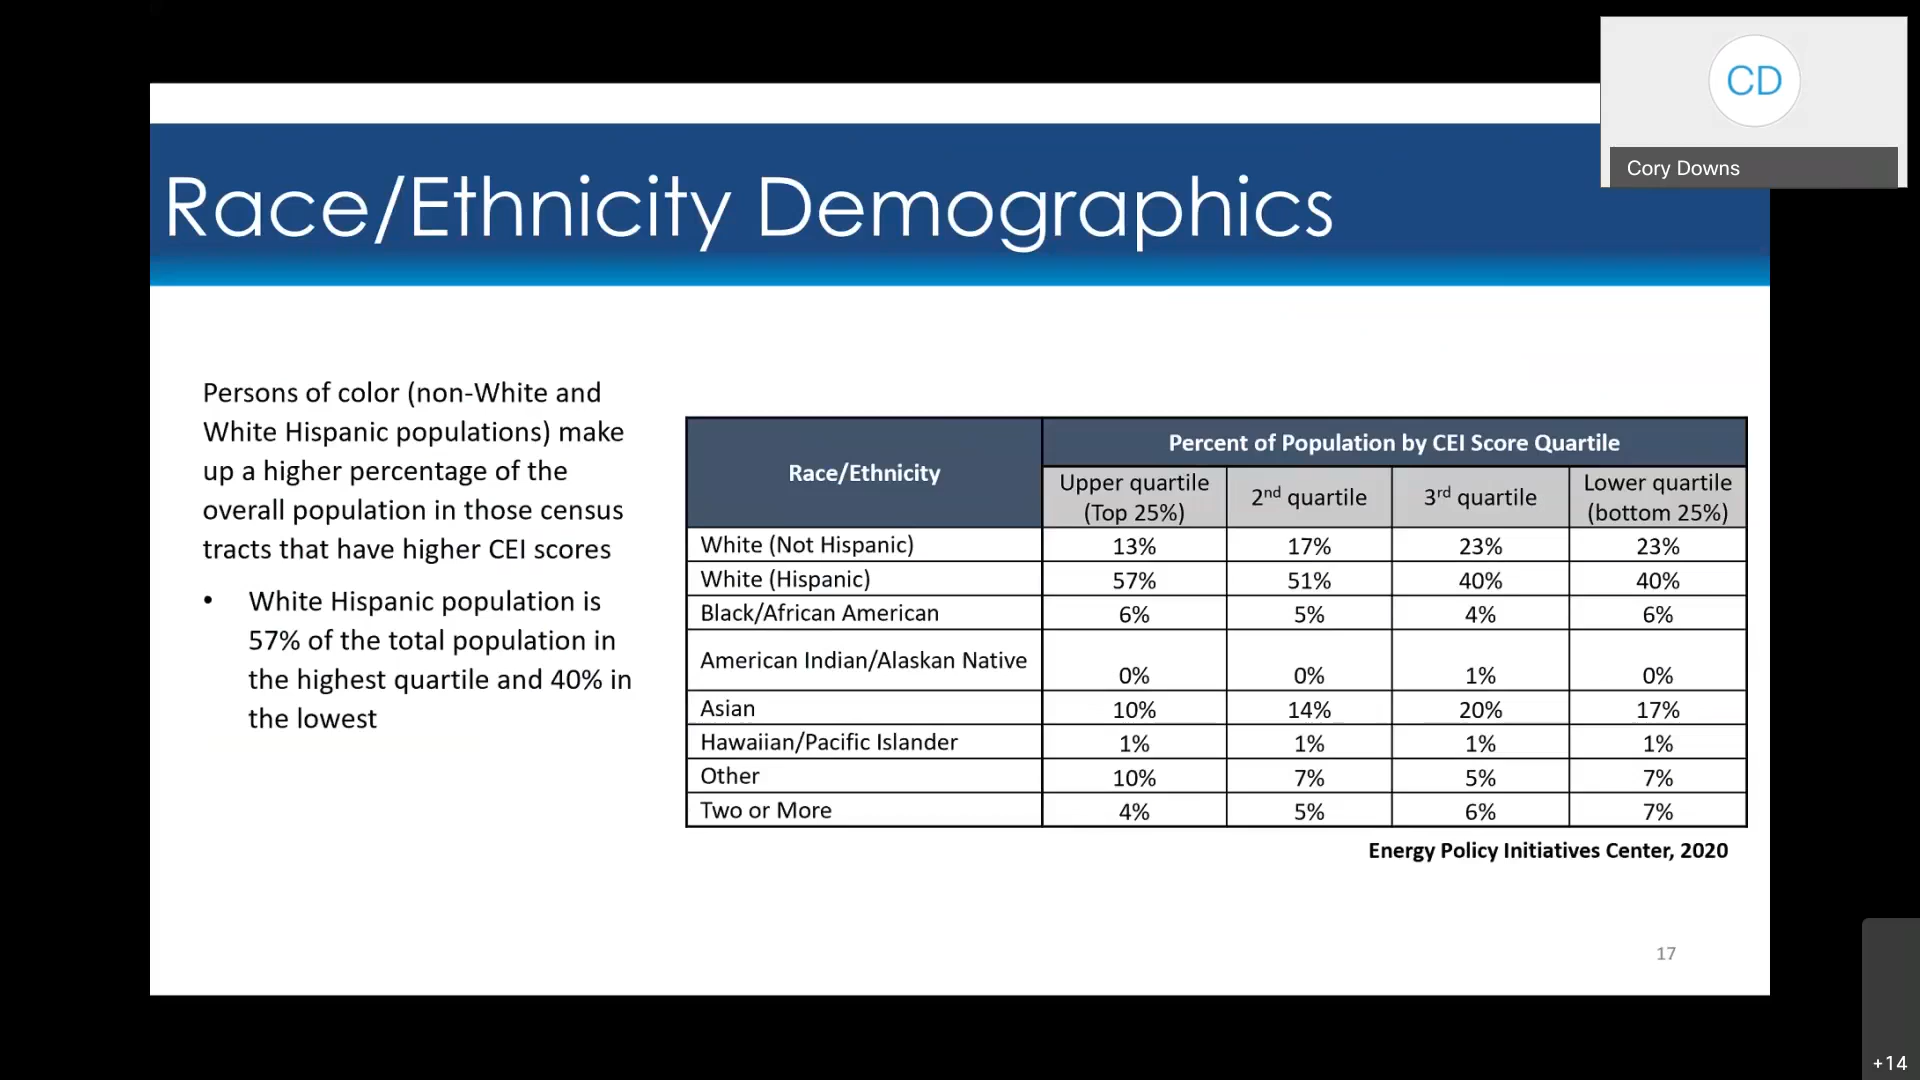 CD
Cory Downs
Race/Ethnicity Demographics
Persons of color (non-White and
White Hispanic populations) make
up a higher percentage of the
overall population in those census
tracts that have higher CEI scores
• White Hispanic population is
57% of the total population in
the highest quartile and 40% in
the lowest
Race/Ethnicity
Percent of Population by CEI Score Quartile
Upper quartile (Top 25%) 2nd quartile 3rd quartile Lower quartile (bottom 25%)
White (Not Hispanic) 13% 17% 23% 23%
White (Hispanic) 57% 51% 40% 40%
Black/African American 6% 5% 4% 6%
American Indian/Alaskan Native 0% 0% 1% 0%
Asian 10% 14% 20% 17%
Hawaiian/Pacific Islander 1% 1% 1% 1%
Other 10% 7% 5% 7%
Two or More 4% 5% 6% 7%
Energy Policy Initiatives Center, 2020
17
+14